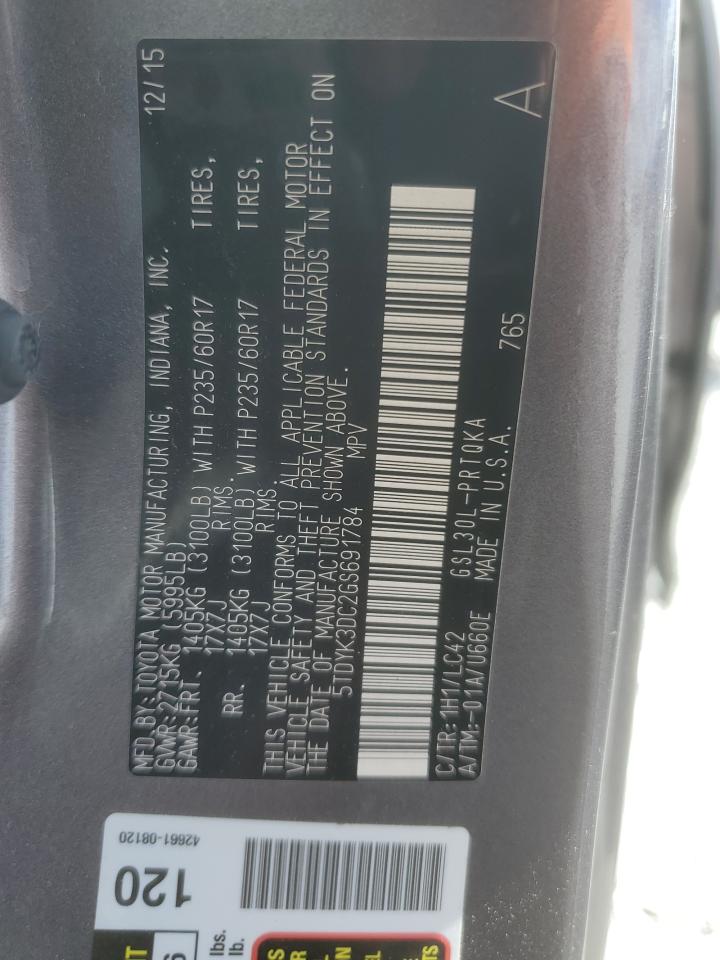 MFD.BY:TOYOTA MOTOR MANUFACTURING, INDIANA, INC. 12/15
GVWR:2715KG (5995LB)
GAWR:FRT. 1405KG (3100LB) WITH P235/60R17 TIRES,
17X7J RIMS.
RR. 1405KG (3100LB) WITH P235/60R17 TIRES,
17X7J RIMS.
THIS VEHICLE CONFORMS TO ALL APPLICABLE FEDERAL MOTOR
VEHICLE SAFETY AND THEFT PREVENTION STANDARDS IN EFFECT ON
THE DATE OF MANUFACTURE SHOWN ABOVE.
5TDYK3DC2GS691784 MPV
C/TR:1H1/LC42 GSL30L-PRTQKA 765
A/TM:-01A/U660E MADE IN U.S.A. A
42661-08120
120
lbs.
lb.